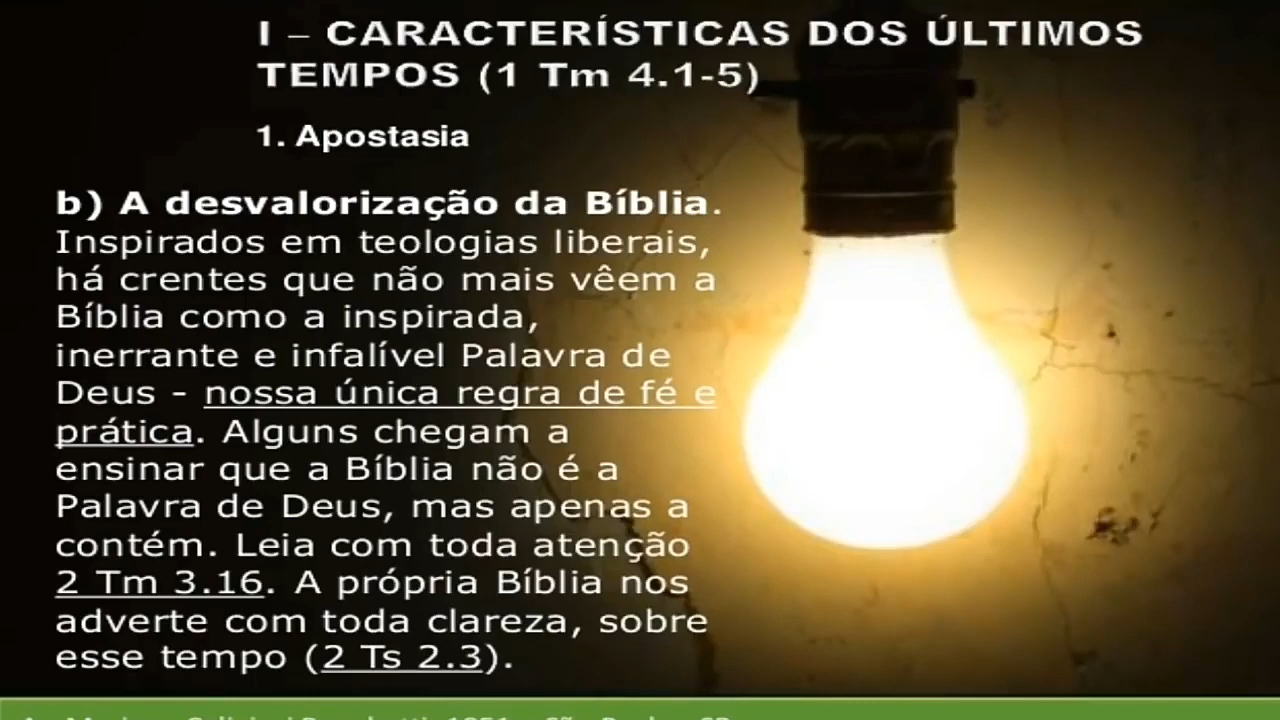 I – CARACTERÍSTICAS DOS ÚLTIMOS
TEMPOS (1 Tm 4.1-5)
1. Apostasia
b) A desvalorização da Bíblia.
Inspirados em teologias liberais,
há crentes que não mais vêem a
Bíblia como a inspirada,
inerrante e infalível Palavra de
Deus - nossa única regra de fé e
prática. Alguns chegam a
ensinar que a Bíblia não é a
Palavra de Deus, mas apenas a
contém. Leia com toda atenção
2 Tm 3.16. A própria Bíblia nos
adverte com toda clareza, sobre
esse tempo (2 Ts 2.3).